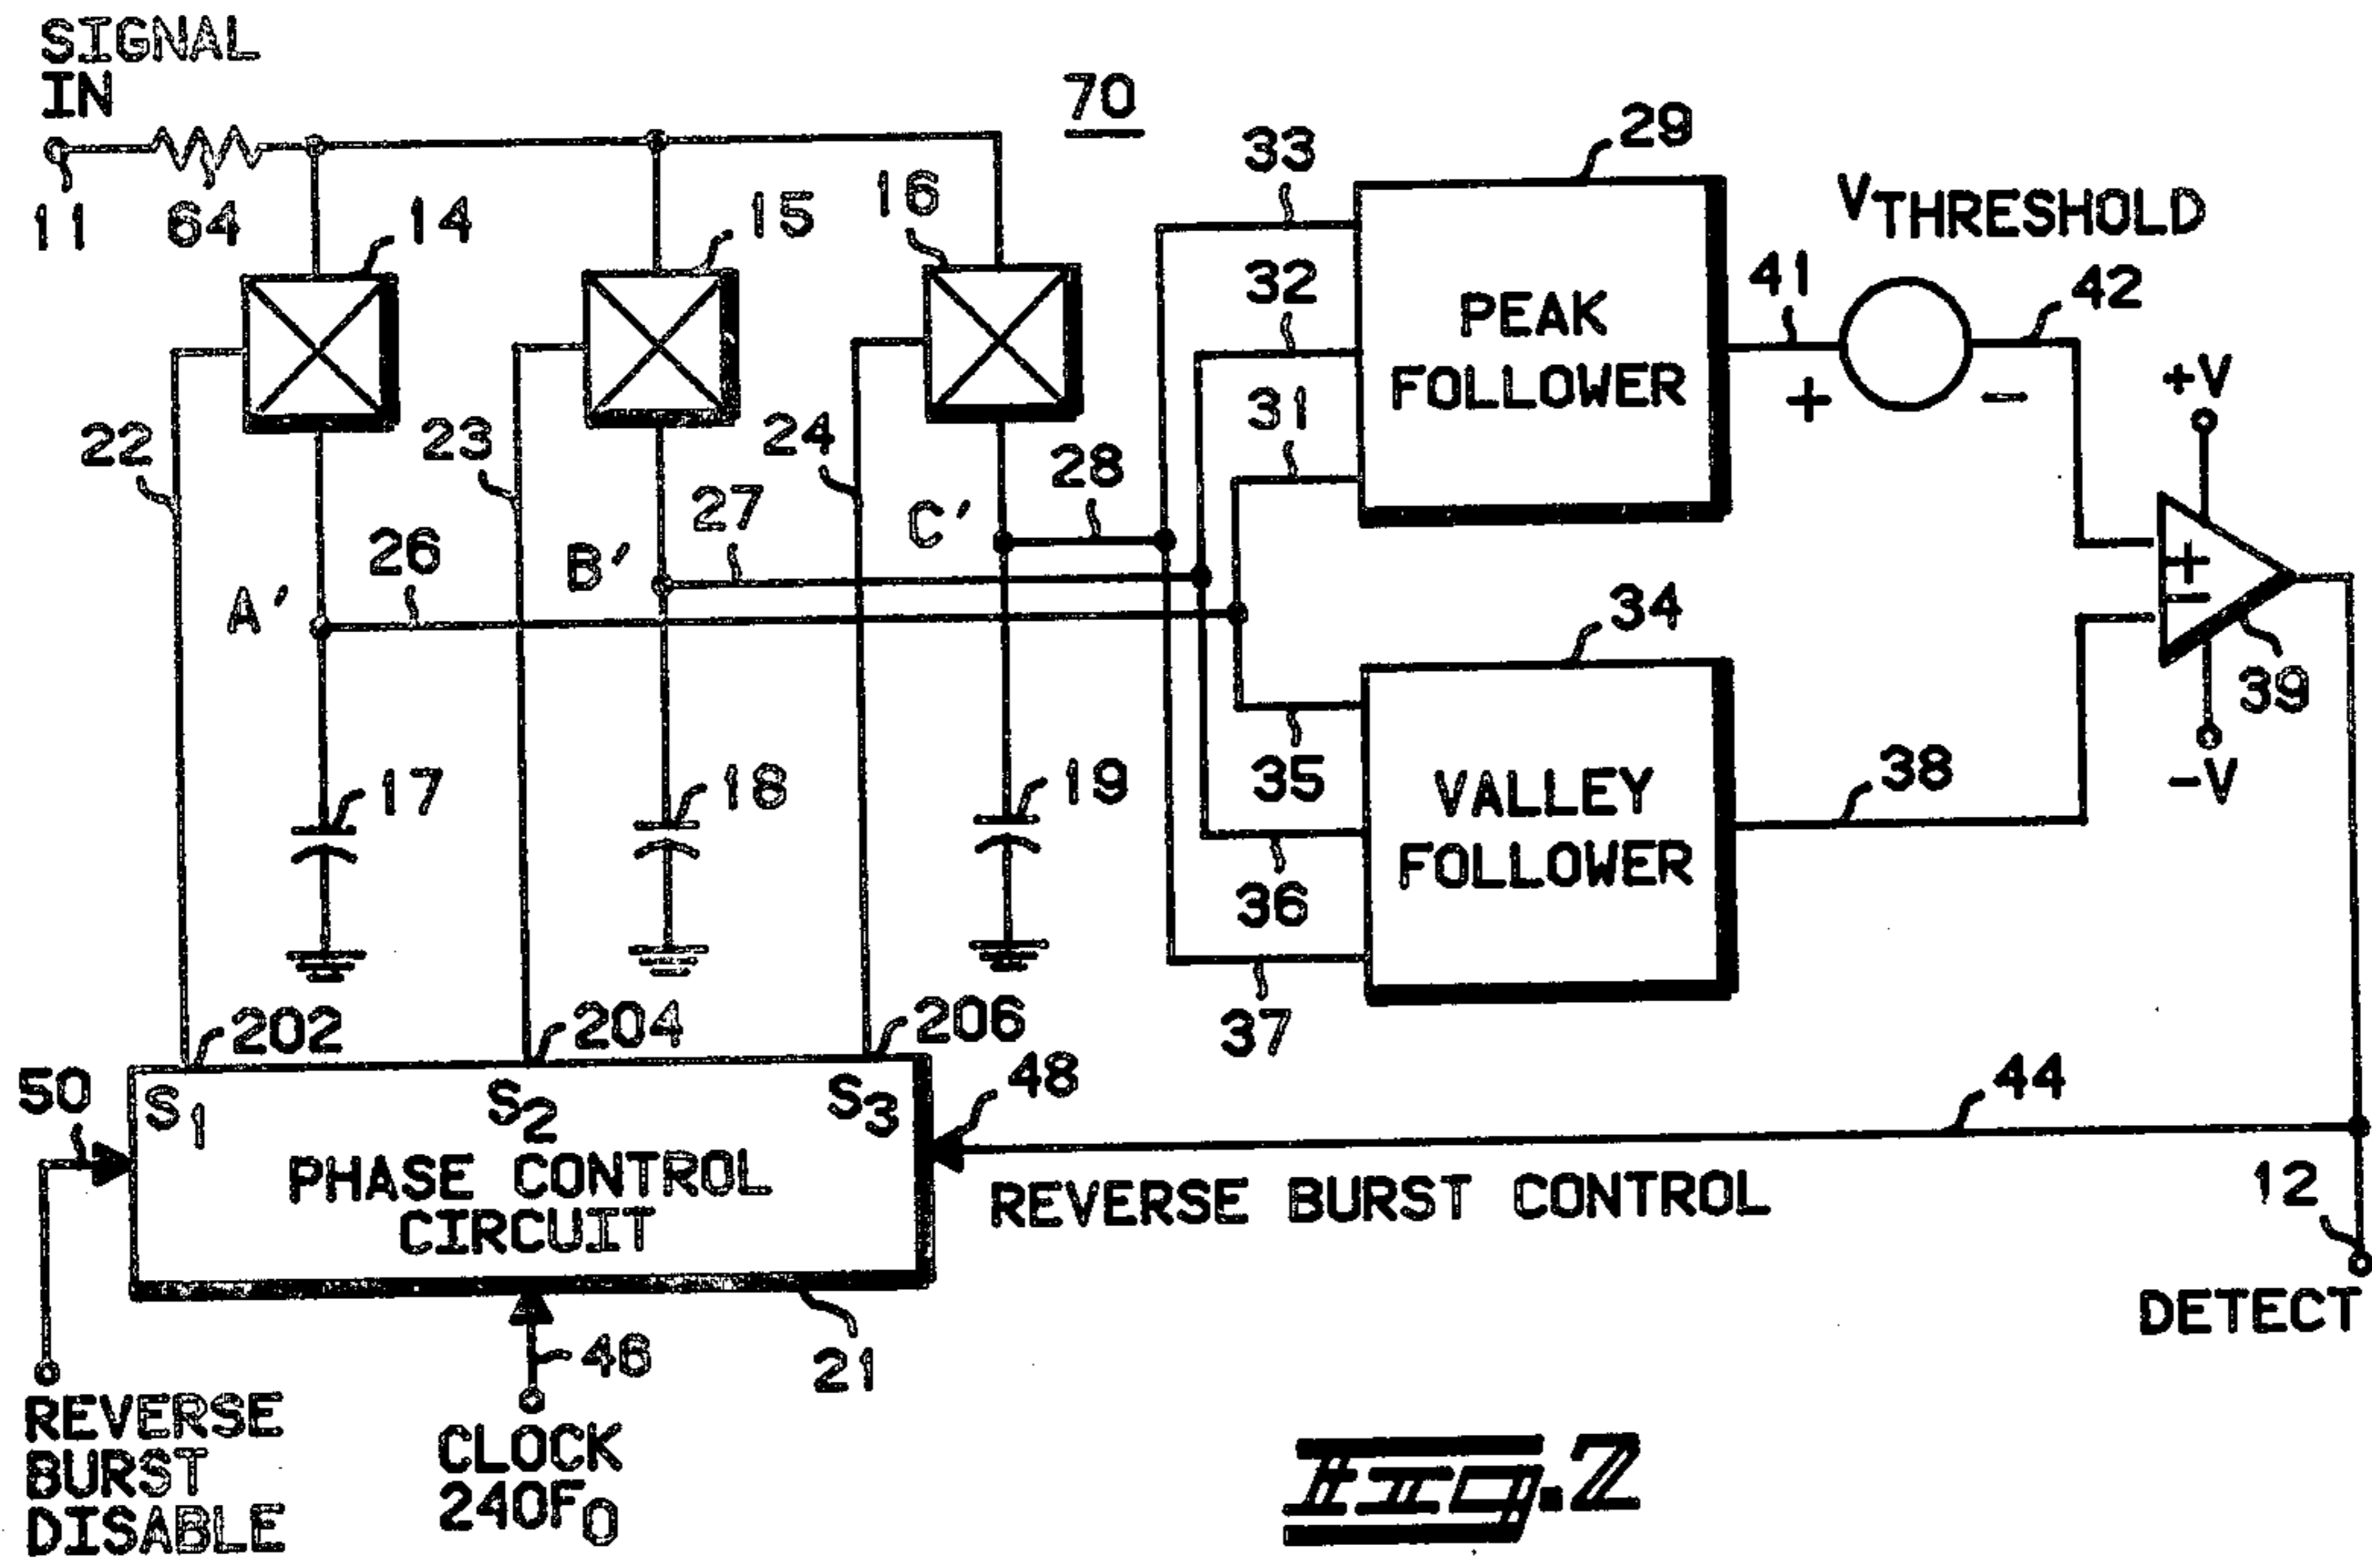 SIGNAL
IN
70
11
64
14
15
16
33
29
VTHRESHOLD
32
41
42
PEAK
FOLLOWER
+
-
+V
22
23
24
28
31
26
27
A'
B'
C'
+
-
39
-V
34
17
18
19
35
VALLEY
FOLLOWER
38
36
37
202
204
206
50
S1
S2
S3
48
44
PHASE CONTROL
CIRCUIT
REVERSE BURST CONTROL
12
DETECT
46
21
REVERSE
BURST
DISABLE
CLOCK
240FO
Fig.2